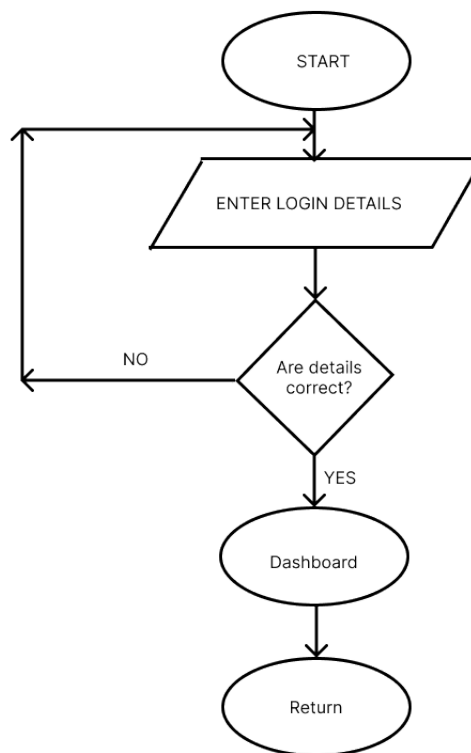 START
ENTER LOGIN DETAILS
Are details
correct?
NO
YES
Dashboard
Return